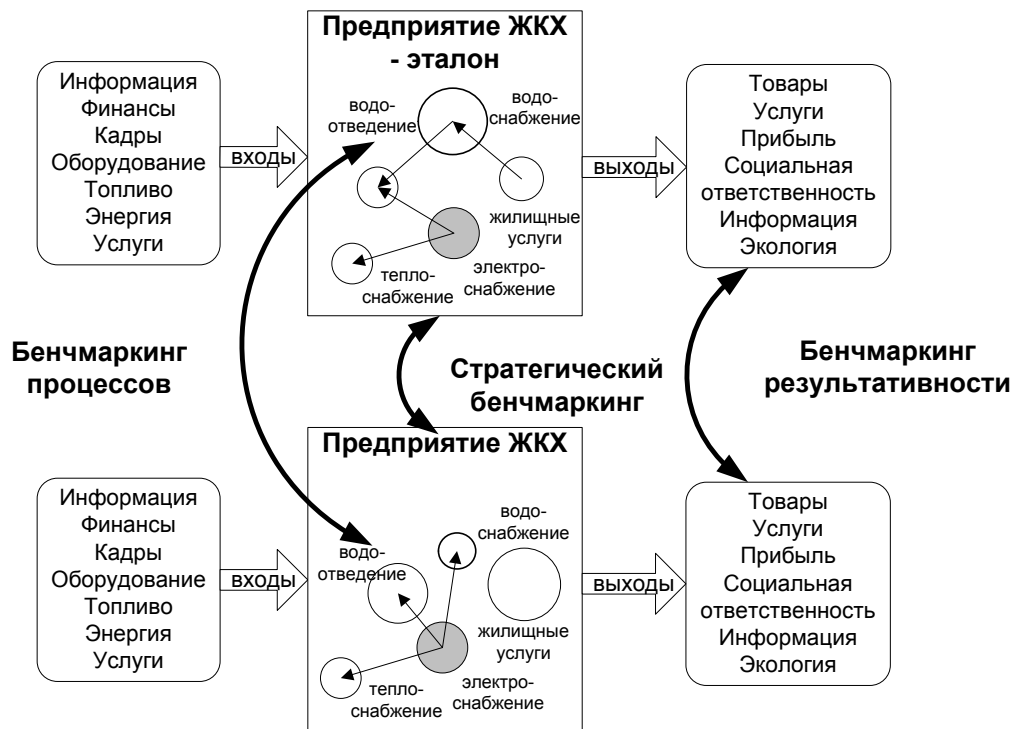 Предприятие ЖКХ
- эталон
Информация
Финансы
Кадры
Оборудование
Топливо
Энергия
Услуги
входы
водо-
отведение
водо-
снабжение
жилищные
услуги
тепло-
снабжение
электро-
снабжение
выходы
Товары
Услуги
Прибыль
Социальная
ответственность
Информация
Экология
Бенчмаркинг
процессов
Стратегический
бенчмаркинг
Бенчмаркинг
результативности
Предприятие ЖКХ
Информация
Финансы
Кадры
Оборудование
Топливо
Энергия
Услуги
входы
водо-
отведение
водо-
снабжение
жилищные
услуги
тепло-
снабжение
электро-
снабжение
выходы
Товары
Услуги
Прибыль
Социальная
ответственность
Информация
Экология